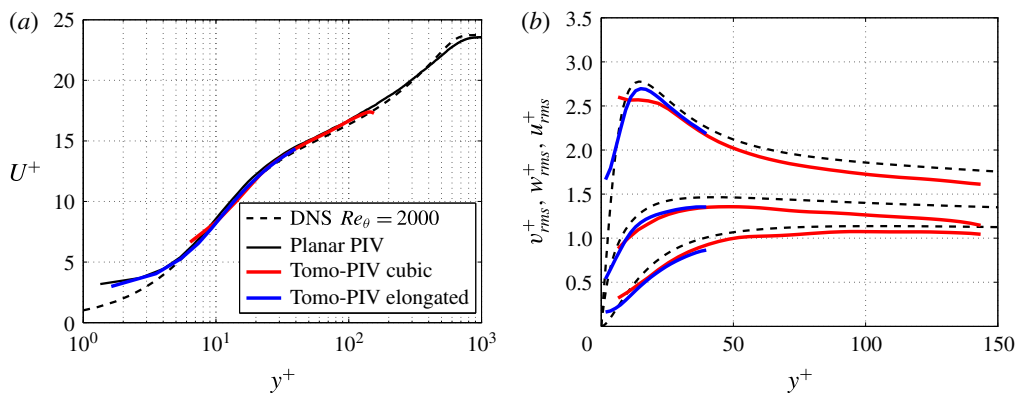 (a)
25
20
15
10
5
0
U+
10^0
10^1
10^2
10^3
y+
DNS Reθ = 2000
Planar PIV
Tomo-PIV cubic
Tomo-PIV elongated
(b)
3.5
3.0
2.5
2.0
1.5
1.0
0.5
0
v+rms, w+rms, u+rms
50
100
150
y+